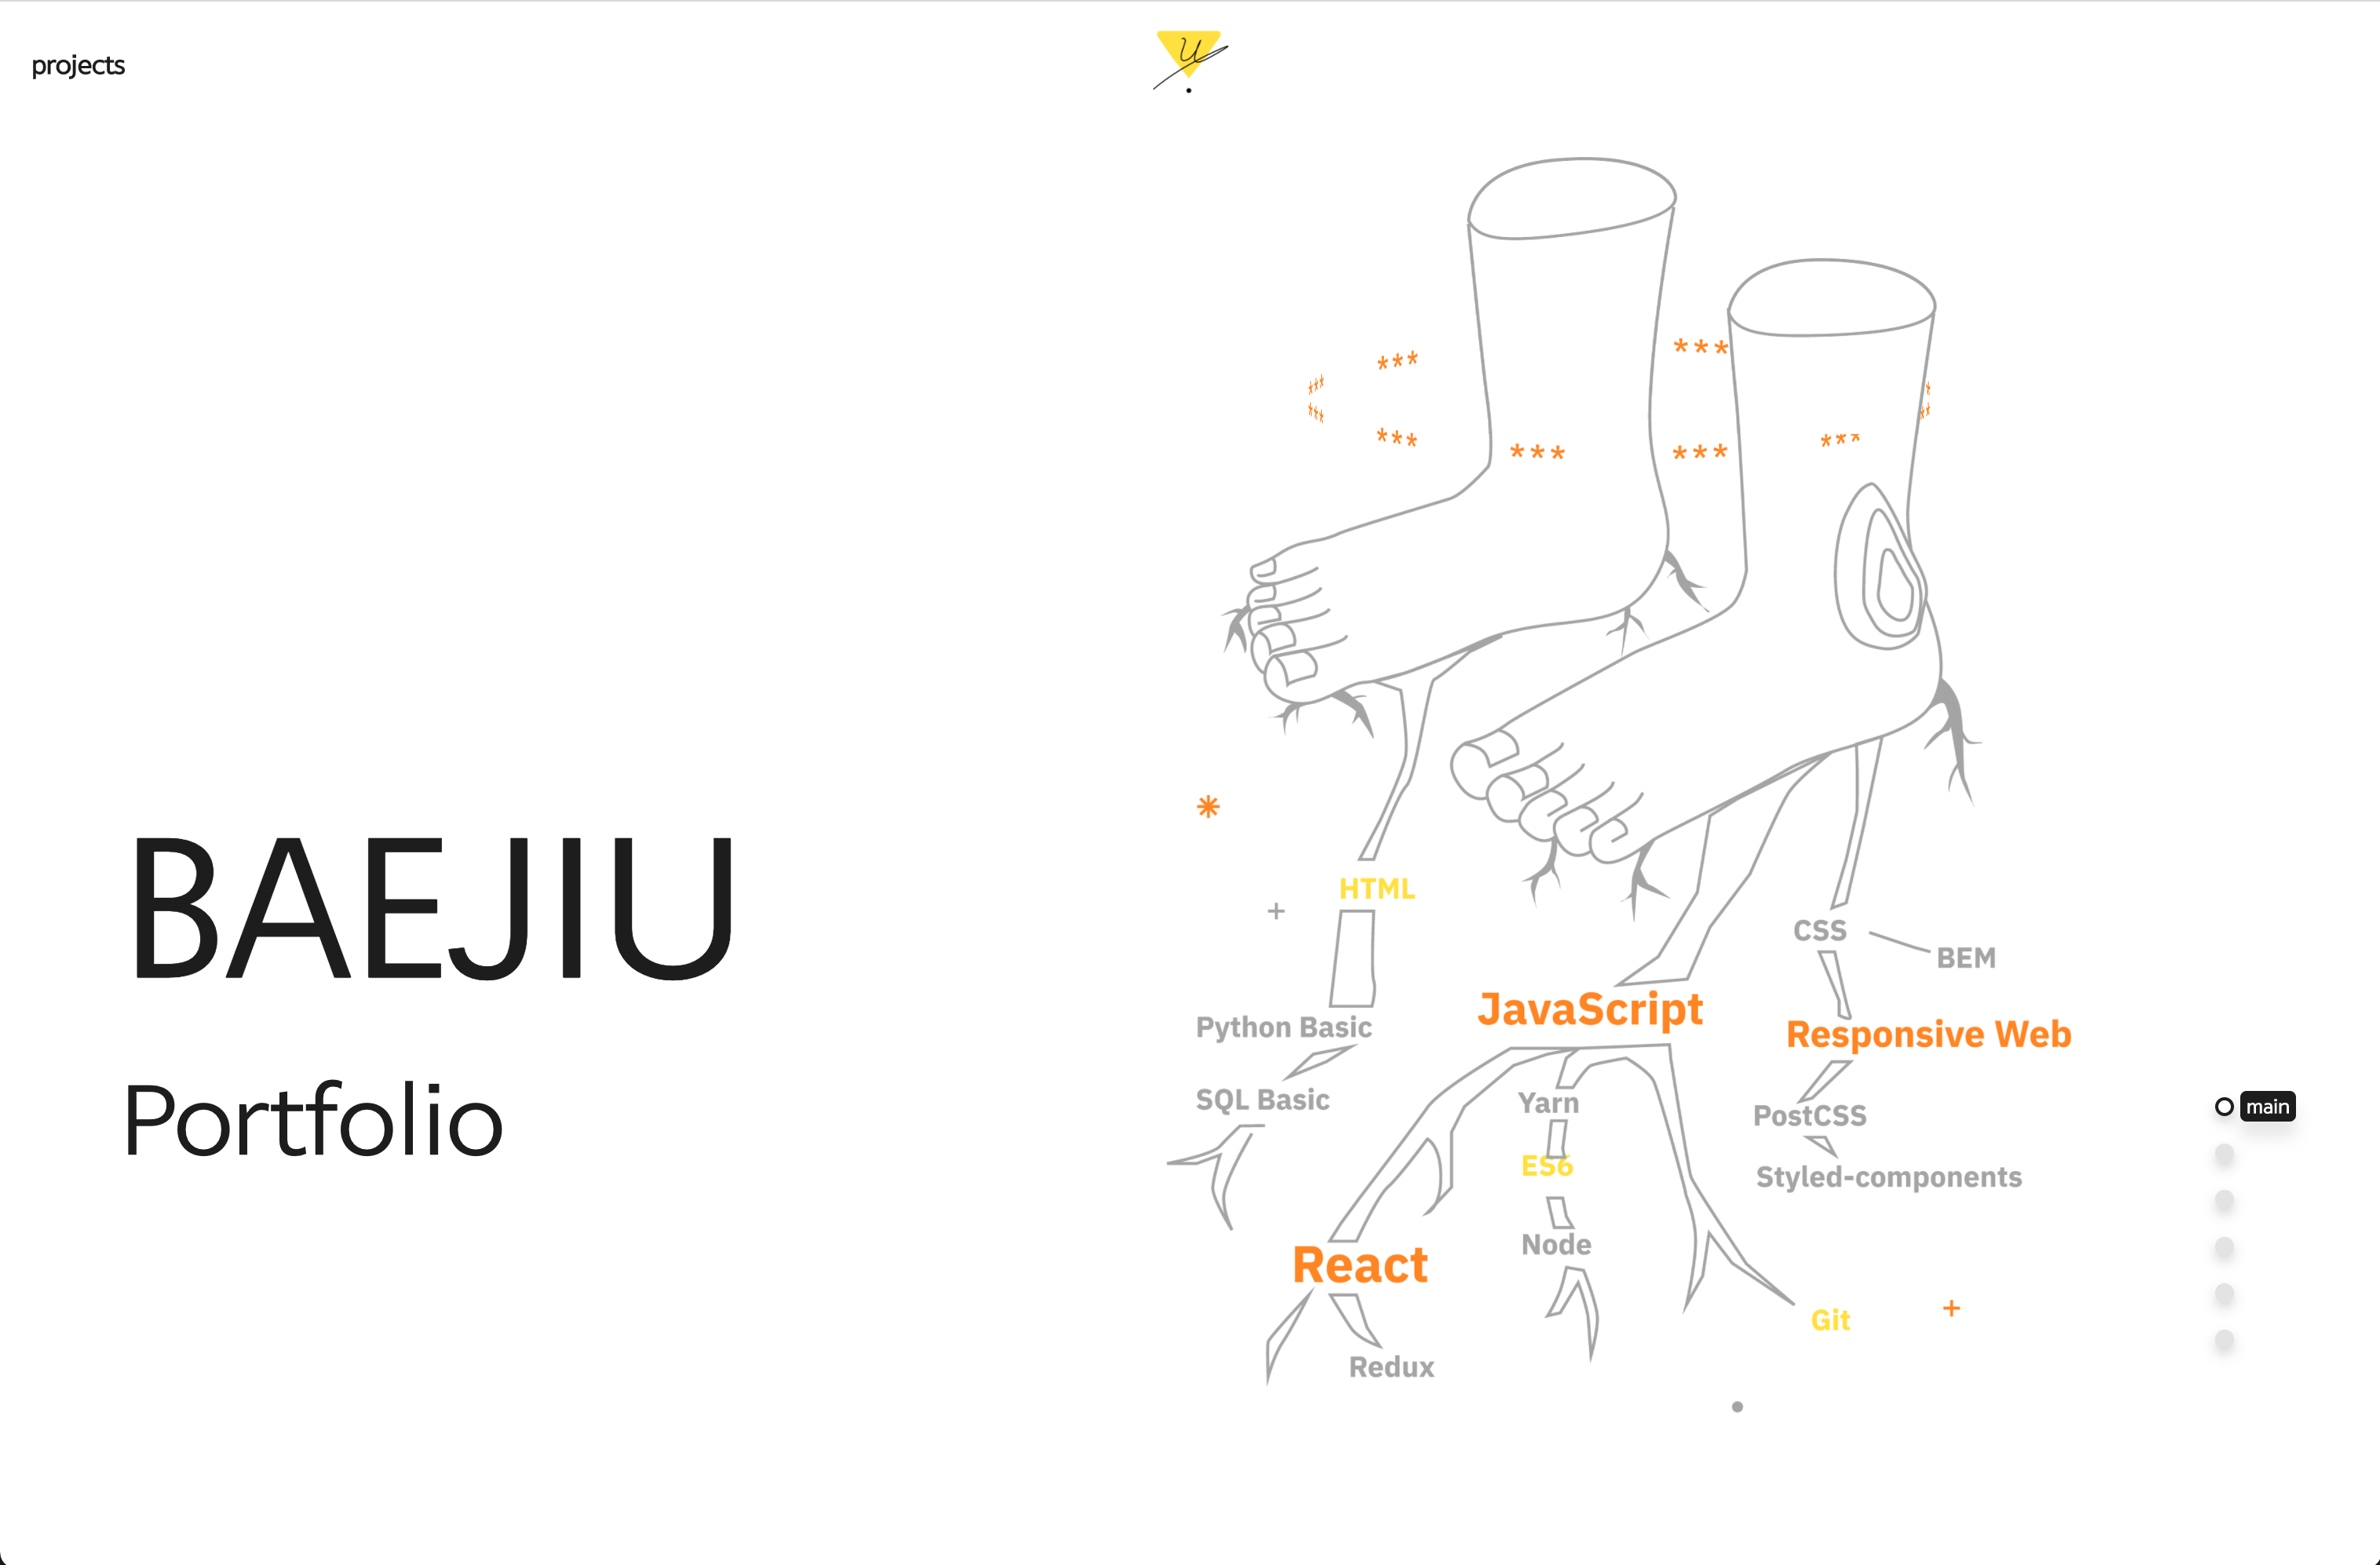 projects
BAEJIU
Portfolio
***
***
***
***
***
***
***
HTML
CSS
BEM
Python Basic
JavaScript
Responsive Web
SQL Basic
Yarn
PostCSS
main
ES6
Styled-components
Node
React
Git
Redux